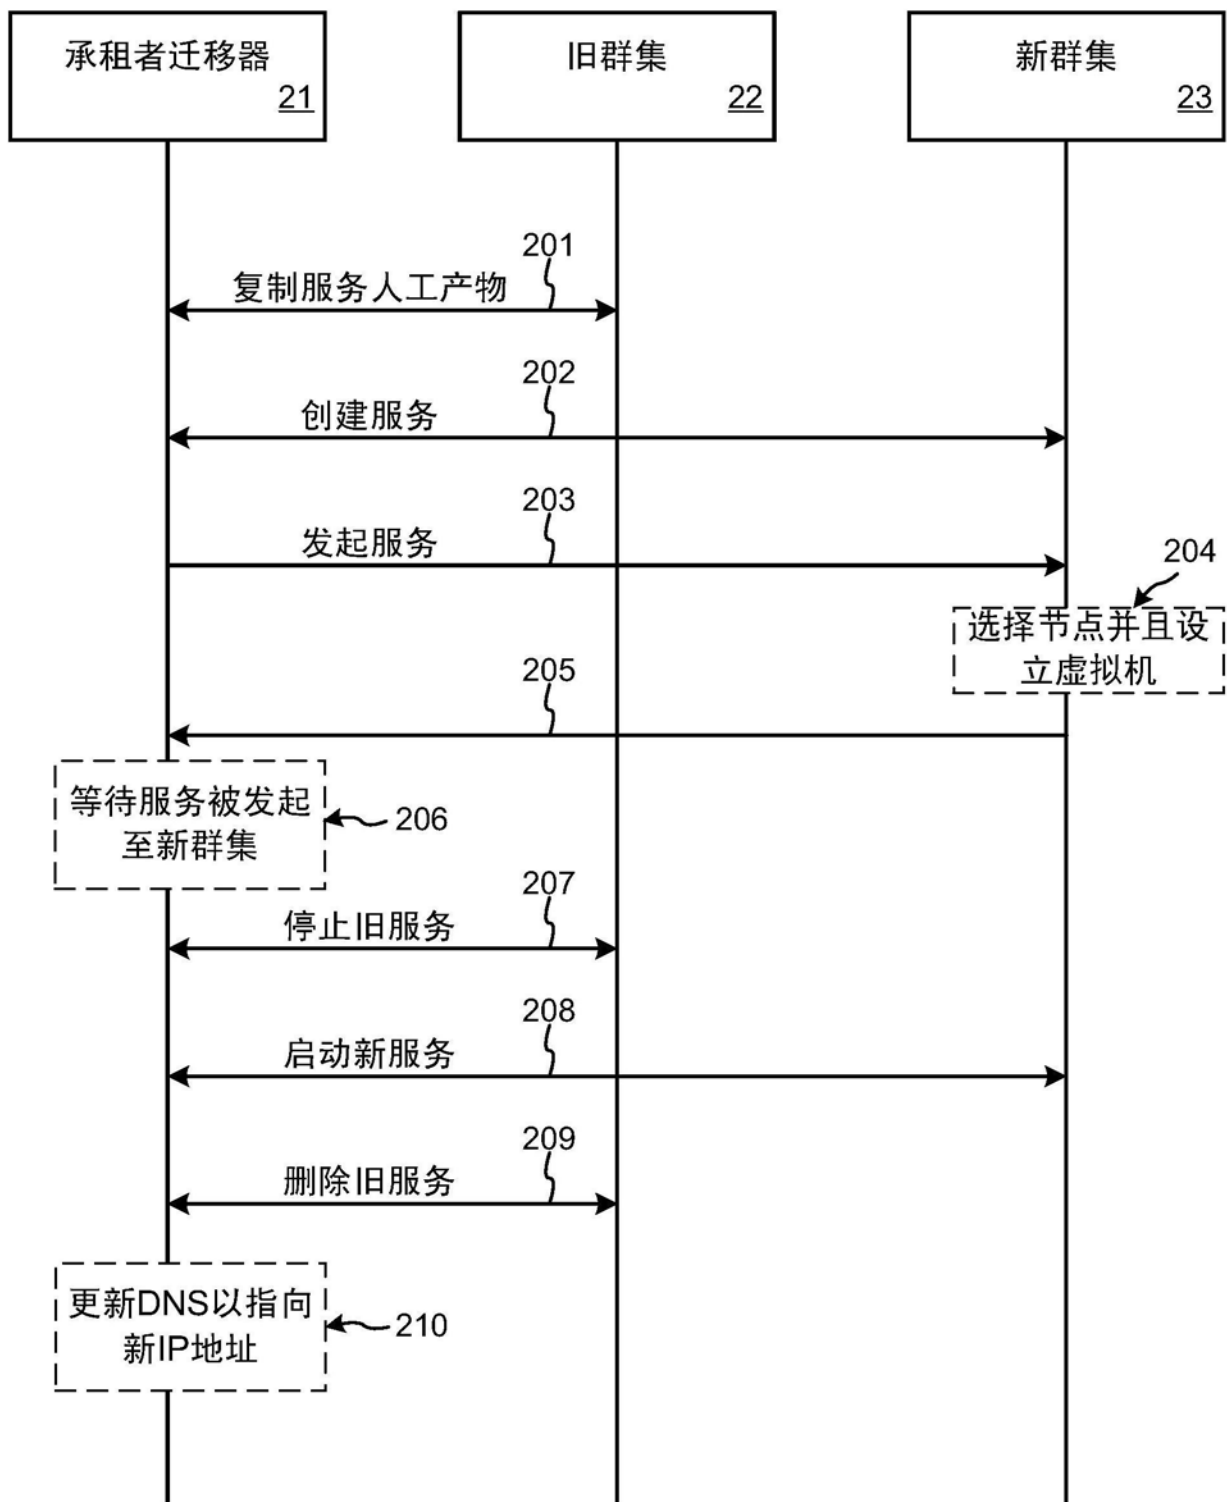 承租者迁移器
21
旧群集
22
新群集
23
201
复制服务人工产物
202
创建服务
203
发起服务
204
选择节点并且设
立虚拟机
205
等待服务被发起
至新群集
206
207
停止旧服务
208
启动新服务
209
删除旧服务
更新DNS以指向
新IP地址
210